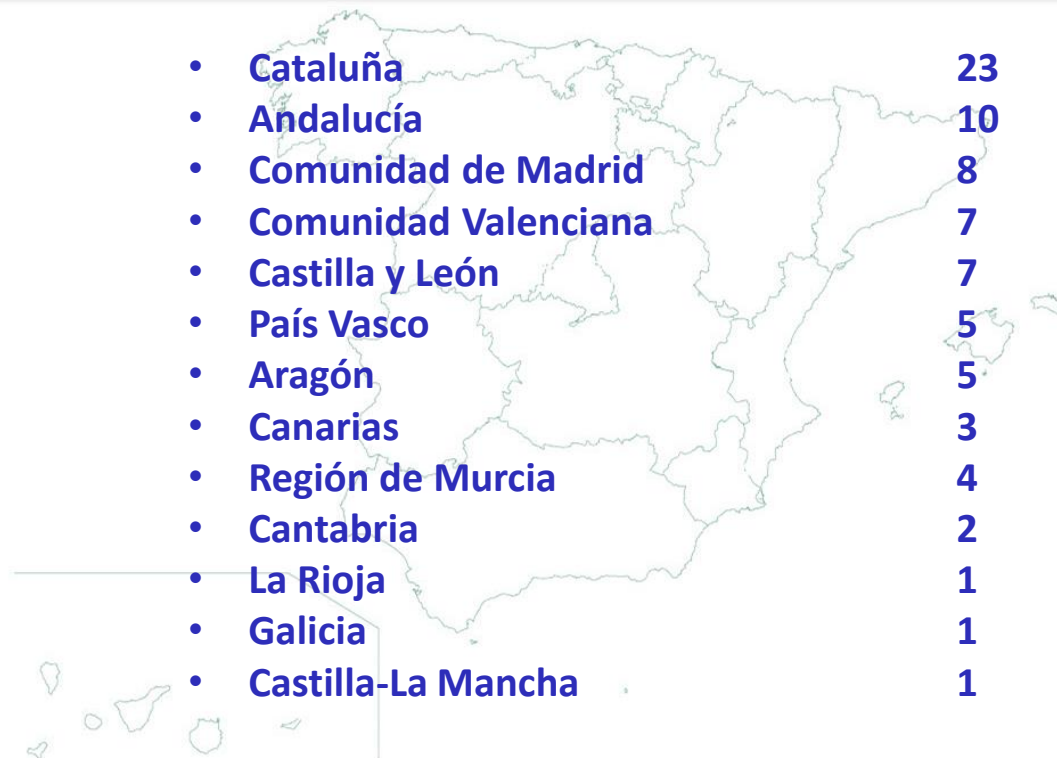 • Cataluña 23
• Andalucía 10
• Comunidad de Madrid 8
• Comunidad Valenciana 7
• Castilla y León 7
• País Vasco 5
• Aragón 5
• Canarias 3
• Región de Murcia 4
• Cantabria 2
• La Rioja 1
• Galicia 1
• Castilla-La Mancha 1